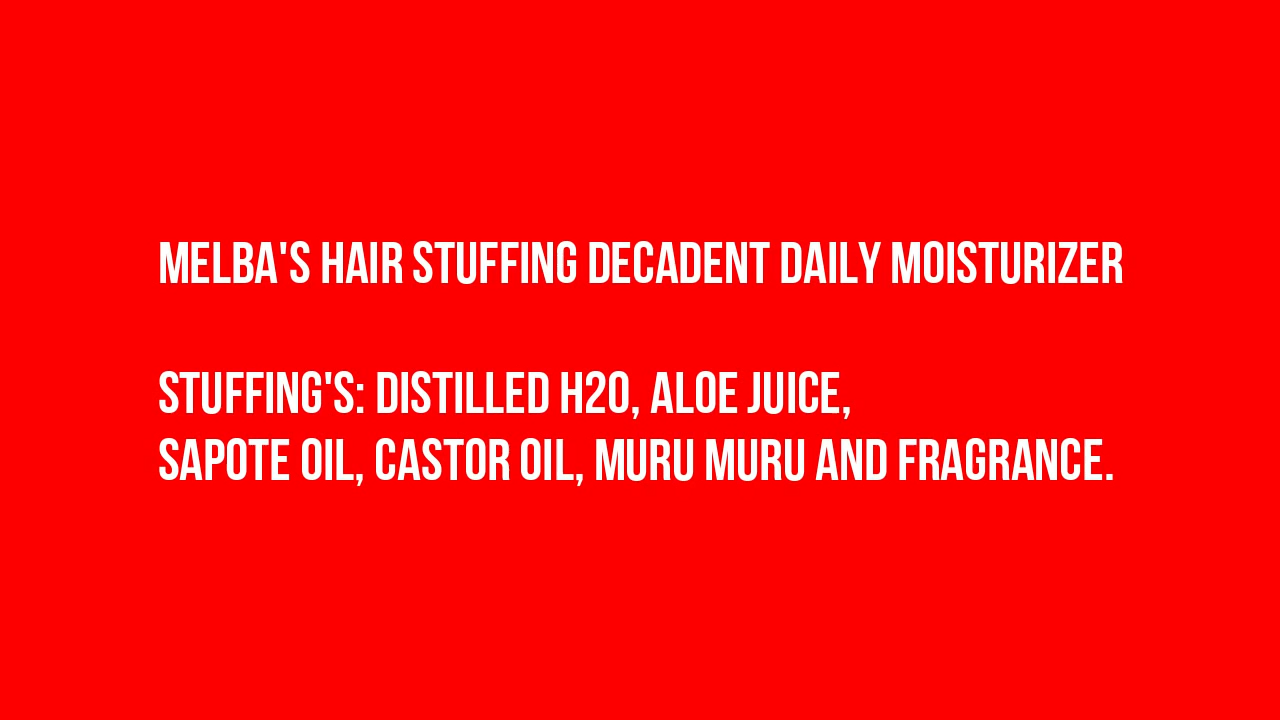 MELBA'S HAIR STUFFING DECADENT DAILY MOISTURIZER
STUFFING'S: DISTILLED H2O, ALOE JUICE,
SAPOTE OIL, CASTOR OIL, MURU MURU AND FRAGRANCE.